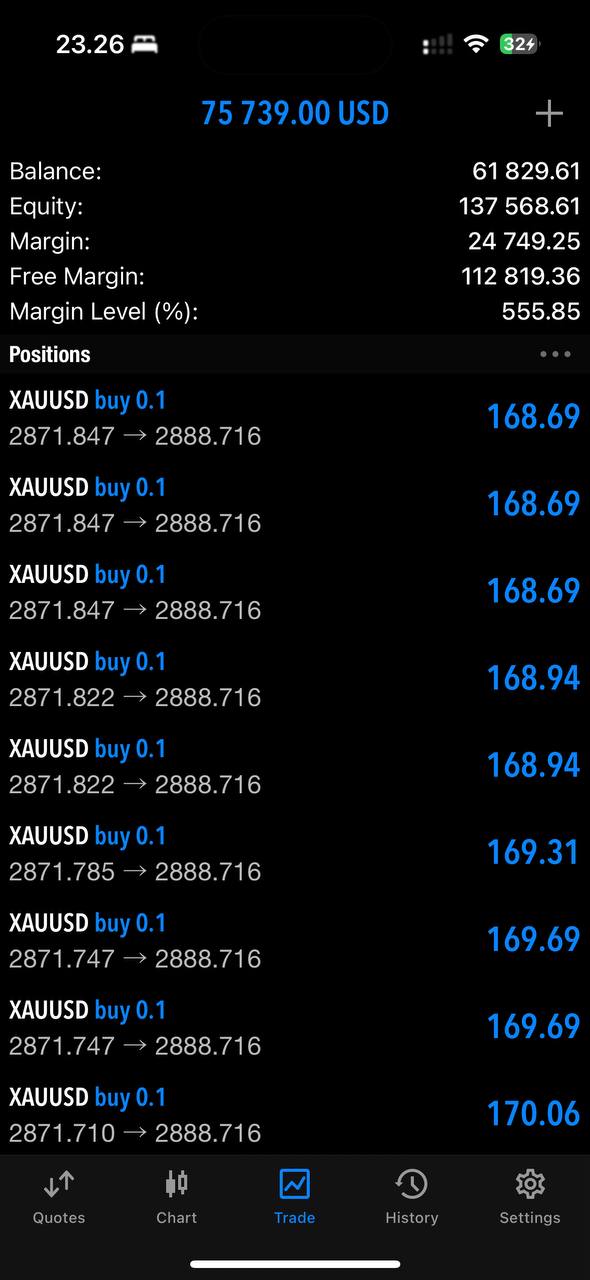 23.26
32
75 739.00 USD
Balance: 61 829.61
Equity: 137 568.61
Margin: 24 749.25
Free Margin: 112 819.36
Margin Level (%): 555.85
Positions
XAUUSD buy 0.1
2871.847 → 2888.716
168.69
XAUUSD buy 0.1
2871.847 → 2888.716
168.69
XAUUSD buy 0.1
2871.847 → 2888.716
168.69
XAUUSD buy 0.1
2871.822 → 2888.716
168.94
XAUUSD buy 0.1
2871.822 → 2888.716
168.94
XAUUSD buy 0.1
2871.785 → 2888.716
169.31
XAUUSD buy 0.1
2871.747 → 2888.716
169.69
XAUUSD buy 0.1
2871.747 → 2888.716
169.69
XAUUSD buy 0.1
2871.710 → 2888.716
170.06
Quotes Chart Trade History Settings